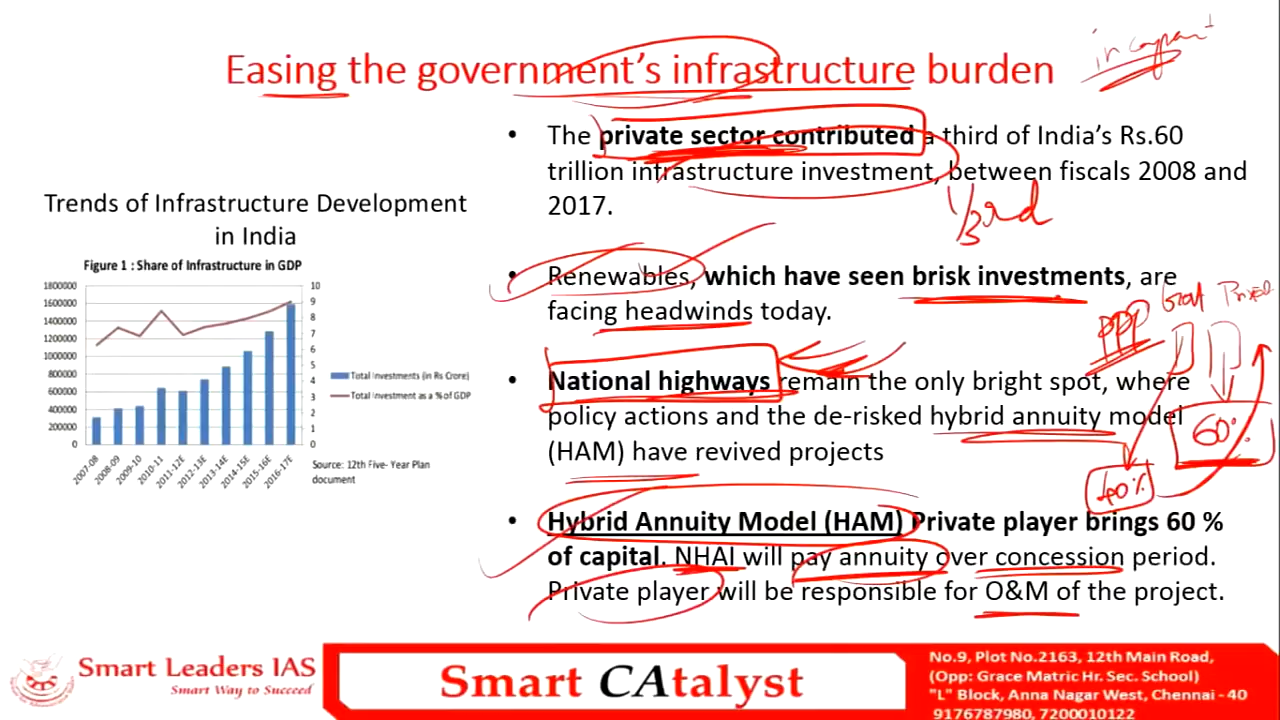 Easing the government's infrastructure burden
• The private sector contributed a third of India's Rs.60
trillion infrastructure investment, between fiscals 2008 and
2017.
1/3rd
• Renewables, which have seen brisk investments, are
facing headwinds today.
PPP Govt
• National highways remain the only bright spot, where
policy actions and the de-risked hybrid annuity model
(HAM) have revived projects
60%
40%
• Hybrid Annuity Model (HAM) Private player brings 60 %
of capital. NHAI will pay annuity over concession period.
Private player will be responsible for O&M of the project.
Trends of Infrastructure Development
in India
Figure 1 : Share of Infrastructure in GDP
1800000
1600000
1400000
1200000
1000000
800000
600000
400000
200000
0
10
9
8
7
6
5
4
3
2
1
0
2007-08
2008-09
2009-10
2010-11
2011-12E
2012-13E
2013-14E
2014-15E
2015-16E
2016-17E
Total Investments (in Rs Crore)
Total Investment as a % of GDP
Source: 12th Five- Year Plan
document
Smart Leaders IAS
Smart Way to Succeed
Smart CAtalyst
No.9, Plot No.2163, 12th Main Road,
(Opp: Grace Matric Hr. Sec. School)
"L" Block, Anna Nagar West, Chennai - 40
9176787980, 7200010122